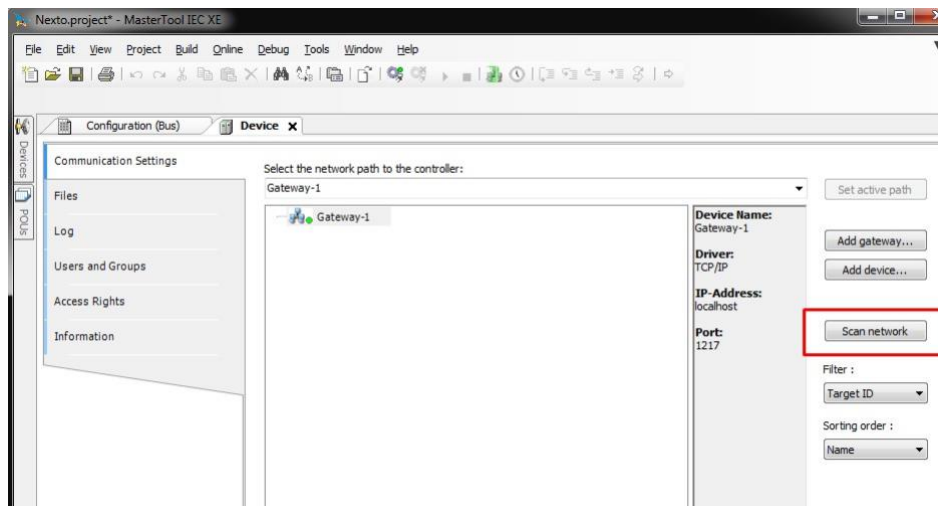 Nexto.project* - MasterTool IEC XE
File Edit View Project Build Online Debug Tools Window Help
Configuration (Bus) Device
Devices
POUs
Communication Settings
Files
Log
Users and Groups
Access Rights
Information
Select the network path to the controller:
Gateway-1
Gateway-1
Device Name:
Gateway-1
Driver:
TCP/IP
IP-Address:
localhost
Port:
1217
Set active path
Add gateway...
Add device...
Scan network
Filter :
Target ID
Sorting order :
Name